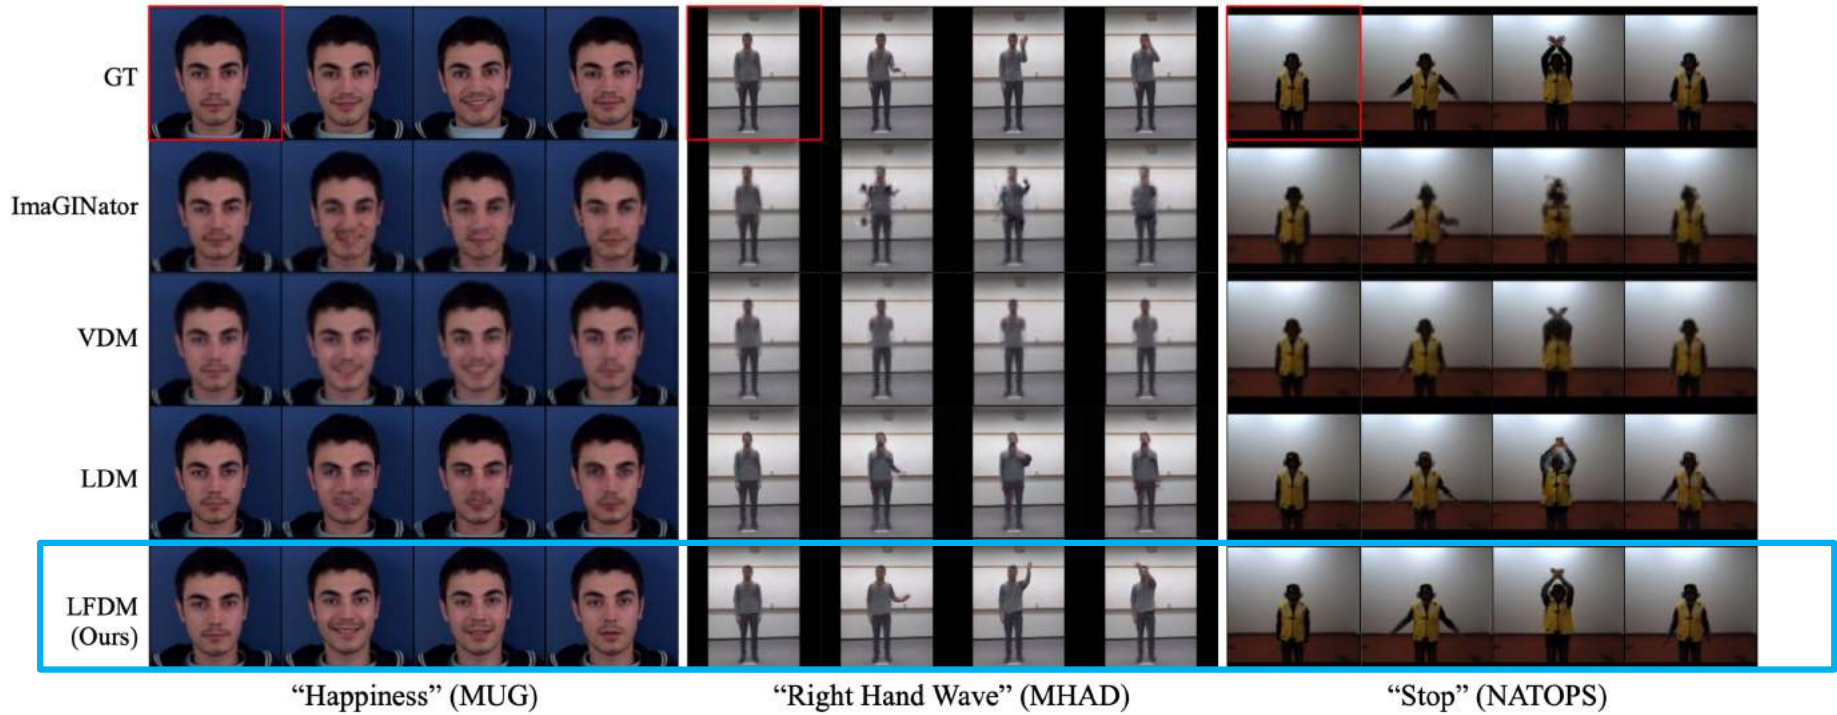 GT
ImaGINator
VDM
LDM
LFDM
(Ours)
“Happiness” (MUG)
“Right Hand Wave” (MHAD)
“Stop” (NATOPS)